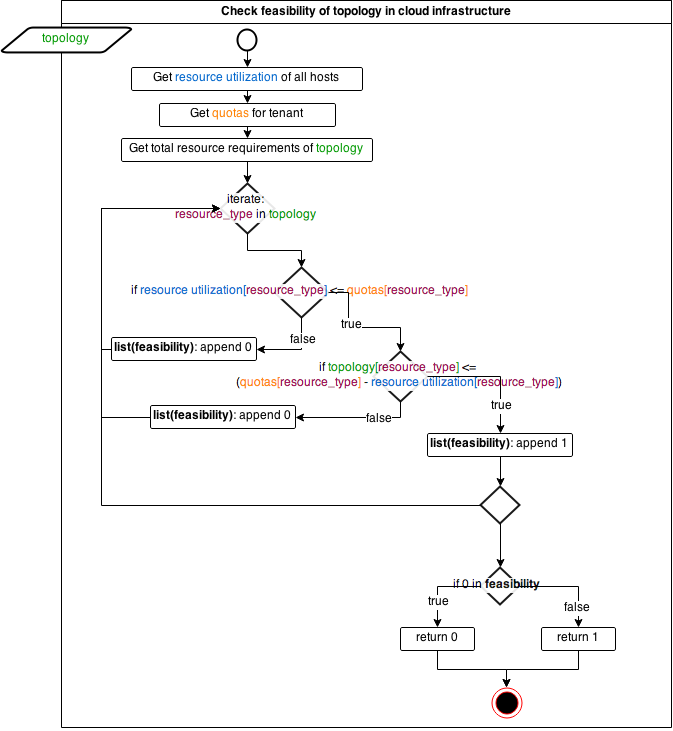 Check feasibility of topology in cloud infrastructure
topology
Get resource utilization of all hosts
Get quotas for tenant
Get total resource requirements of topology
iterate:
resource_type in topology
if resource utilization[resource_type] <= quotas[resource_type]
true
false
list(feasibility): append 0
if topology[resource_type] <=
(quotas[resource_type] - resource utilization[resource_type])
true
false
list(feasibility): append 0
list(feasibility): append 1
if 0 in feasibility
true
false
return 0
return 1